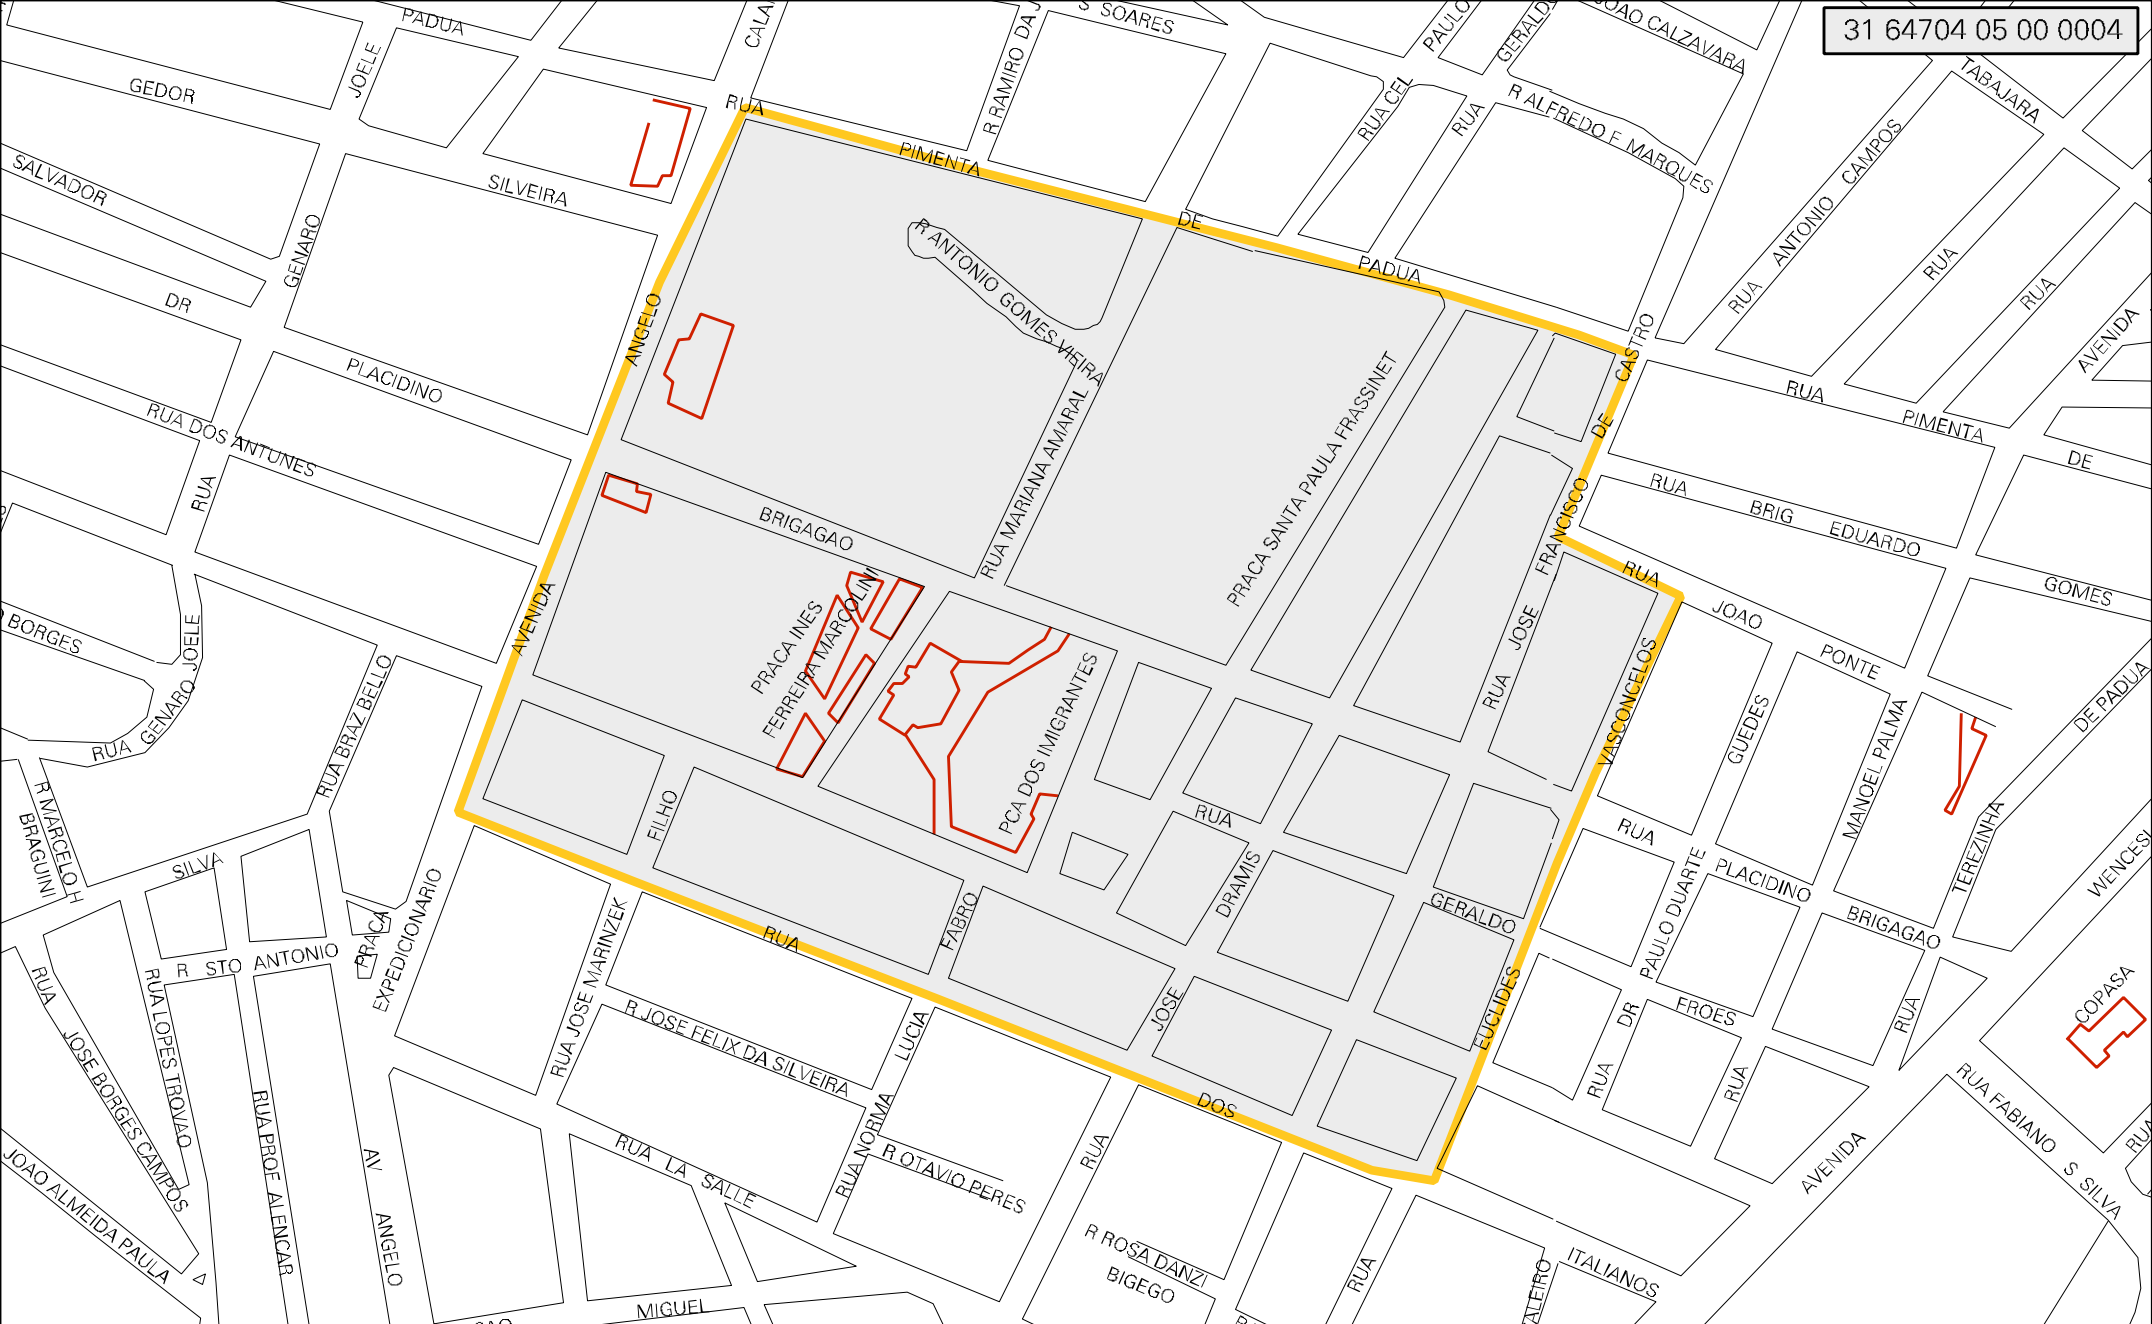 31 64704 05 00 0004
PADUA
S SOARES
JOAO CALZAVARA
GEDOR
JOELE
R RAMIRO DA
RUA CEL
PAULO
RUA
R ALFREDO F MARQUES
TABAJARA
RUA
PIMENTA
DE
PADUA
SALVADOR
SILVEIRA
GENARO
DR
PLACIDINO
RUA DOS ANTUNES
RUA
ANGELO
R ANTONIO GOMES VIEIRA
RUA MARIANA AMARAL
PRACA SANTA PAULA FRASSINET
CASTRO
DE
FRANCISCO
JOSE
RUA
RUA ANTONIO CAMPOS
RUA
RUA
AVENIDA
RUA
PIMENTA
DE
RUA
BRIG EDUARDO
GOMES
BRIGAGAO
PRACA INES
FERREIRA MARCOLINI
PCA DOS IMIGRANTES
AVENIDA
RUA
JOAO
PONTE
VASCONCELOS
GUEDES
MANOEL PALMA
DE PADUA
TEREZINHA
WENCES
BORGES
RUA GENARO JOELE
RUA BRAZ BELLO
R MARCELO H
BRAGUINI
SILVA
FILHO
FABRO
RUA
DRAMIS
GERALDO
JOSE
RUA
PLACIDINO
BRIGAGAO
PAULO DUARTE
FROES
DR
RUA
RUA
RUA
COPASA
R STO ANTONIO
PRACA
EXPEDICIONARIO
RUA
RUA JOSE MARINZEK
R JOSE FELIX DA SILVEIRA
LUCIA
RUA NORMA
EUCLIDES
DOS
RUA
JOSE BORGES CAMPOS
RUA LOPES TROVAO
RUA PROF ALENCAR
AV ANGELO
JOAO ALMEIDA PAULA
RUA LA SALLE
R OTAVIO PERES
RUA
R ROSA DANZI
BIGEGO
RUA
ITALIANOS
AVENIDA
RUA FABIANO S SILVA
RUA
MIGUEL